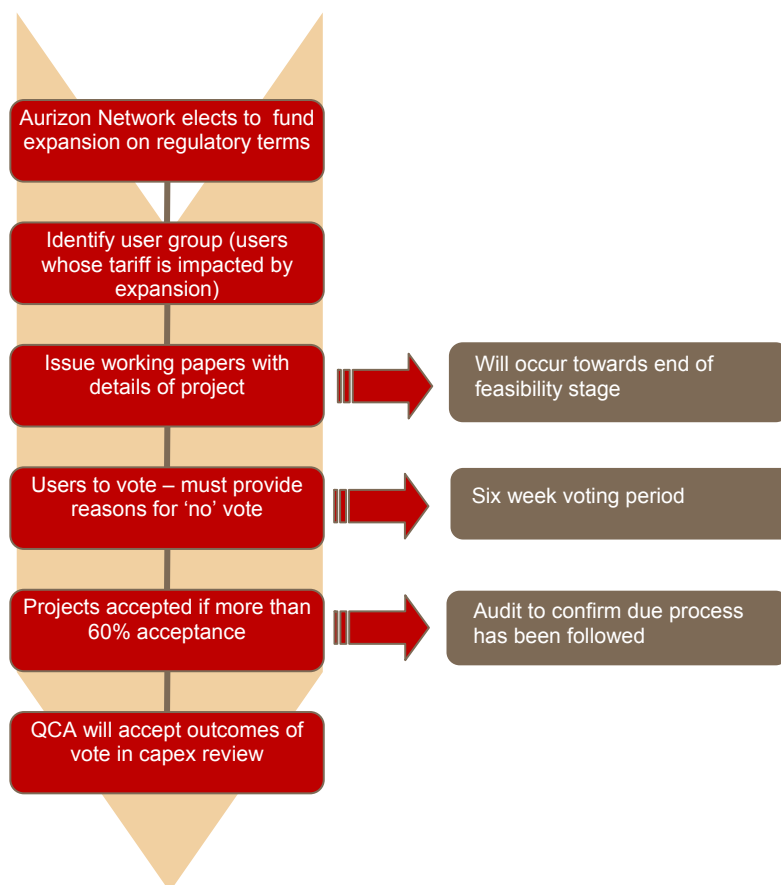 Aurizon Network elects to fund
expansion on regulatory terms
Identify user group (users
whose tariff is impacted by
expansion)
Issue working papers with
details of project
Will occur towards end of
feasibility stage
Users to vote – must provide
reasons for ‘no’ vote
Six week voting period
Projects accepted if more than
60% acceptance
Audit to confirm due process
has been followed
QCA will accept outcomes of
vote in capex review